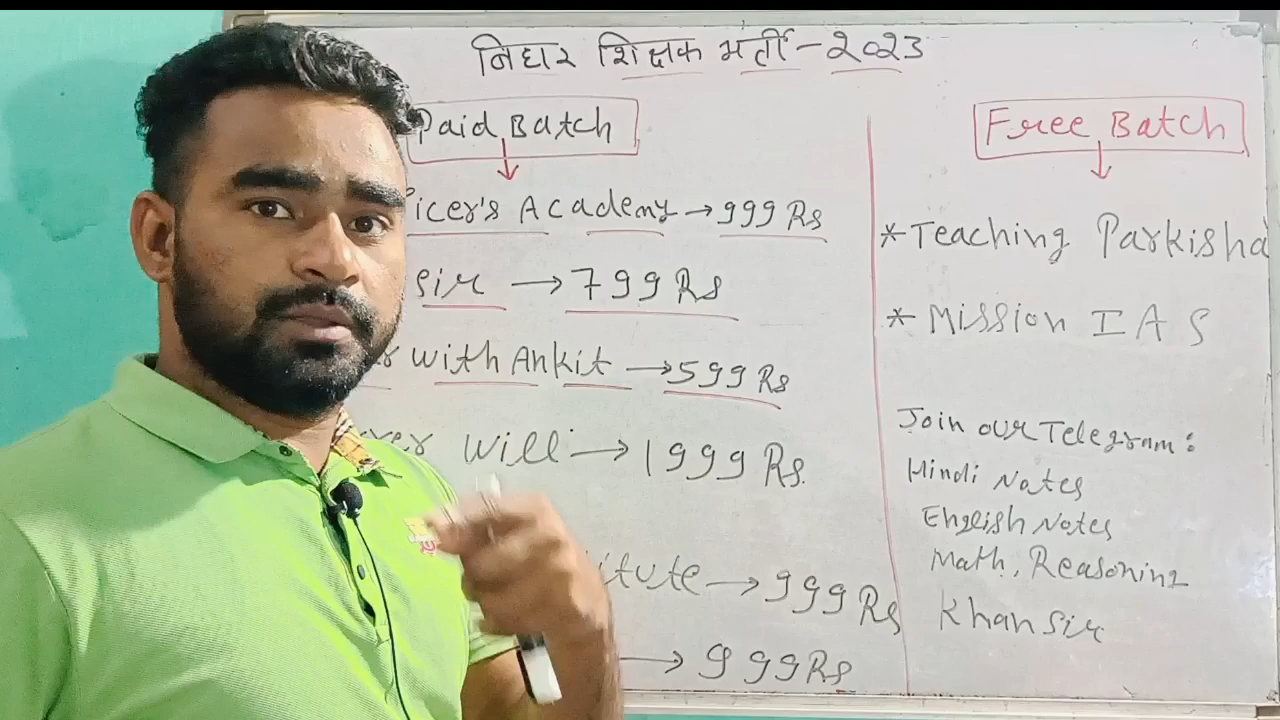 बिहार शिक्षक भर्ती-2023
Paid Batch
Free Batch
Academy → 999 Rs
sir → 799 Rs
with Ankit → 599 Rs
Will → 1999 Rs.
→ 999 Rs
→ 999 Rs
* Teaching Parkisha
* Mission IAS
Join our Telegram:
Hindi Notes
English Notes
Math, Reasoning
Khan sir